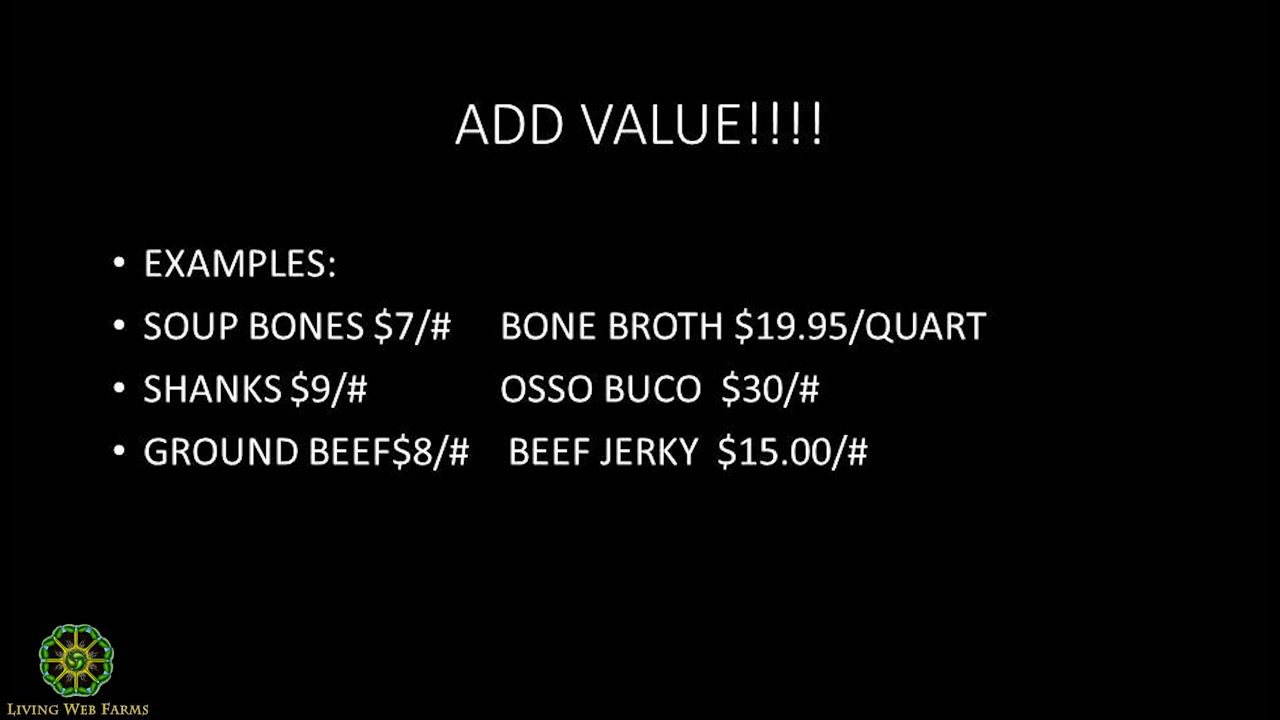 ADD VALUE!!!!
• EXAMPLES:
• SOUP BONES $7/# BONE BROTH $19.95/QUART
• SHANKS $9/# OSSO BUCO $30/#
• GROUND BEEF$8/# BEEF JERKY $15.00/#
LIVING WEB FARMS